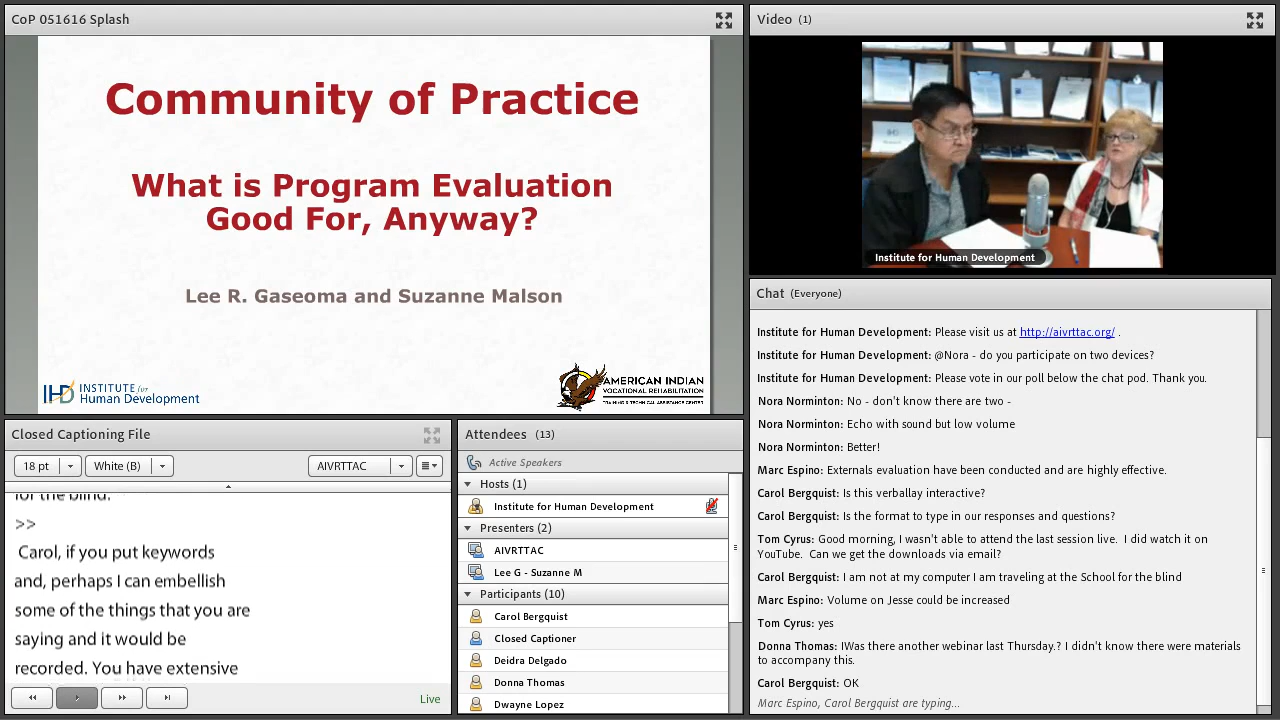 CoP 051616 Splash
Community of Practice
What is Program Evaluation
Good For, Anyway?
Lee R. Gaseoma and Suzanne Malson
IHD INSTITUTE for
Human Development
AMERICAN INDIAN
VOCATIONAL REHABILITATION
TRAINING & TECHNICAL ASSISTANCE CENTER
Video (1)
Institute for Human Development
Chat (Everyone)
Institute for Human Development: Please visit us at http://aivrttac.org/ .
Institute for Human Development: @Nora - do you participate on two devices?
Institute for Human Development: Please vote in our poll below the chat pod. Thank you.
Nora Norminton: No - don't know there are two -
Nora Norminton: Echo with sound but low volume
Nora Norminton: Better!
Marc Espino: Externals evaluation have been conducted and are highly effective.
Carol Bergquist: Is this verballay interactive?
Carol Bergquist: Is the format to type in our responses and questions?
Tom Cyrus: Good morning, I wasn't able to attend the last session live.  I did watch it on
YouTube.  Can we get the downloads via email?
Carol Bergquist: I am not at my computer I am traveling at the School for the blind
Marc Espino: Volume on Jesse could be increased
Tom Cyrus: yes
Donna Thomas: IWas there another webinar last Thursday.? I didn't know there were materials
to accompany this.
Carol Bergquist: OK
Marc Espino, Carol Bergquist are typing...
Closed Captioning File
18 pt
White (B)
AIVRTTAC
for the blind.
>>
Carol, if you put keywords
and, perhaps I can embellish
some of the things that you are
saying and it would be
recorded. You have extensive
Live
Attendees (13)
Active Speakers
Hosts (1)
Institute for Human Development
Presenters (2)
AIVRTTAC
Lee G - Suzanne M
Participants (10)
Carol Bergquist
Closed Captioner
Deidra Delgado
Donna Thomas
Dwayne Lopez